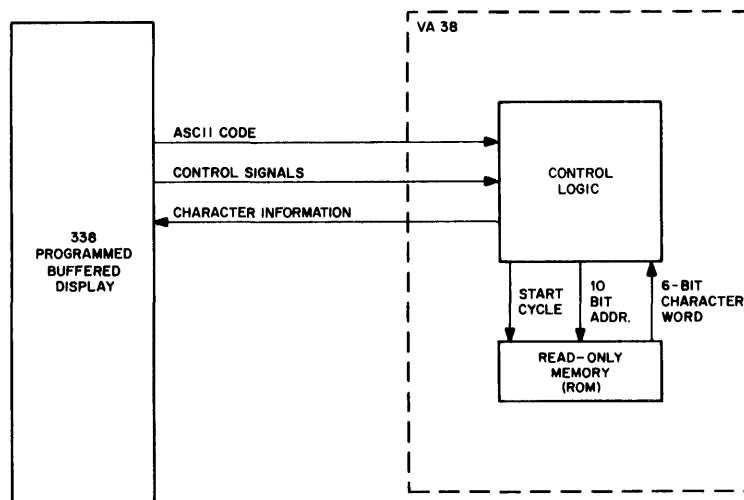 VA 38
ASCII CODE
CONTROL SIGNALS
CHARACTER INFORMATION
338
PROGRAMMED
BUFFERED
DISPLAY
CONTROL
LOGIC
START
CYCLE
10
BIT
ADDR.
6-BIT
CHARACTER
WORD
READ-ONLY
MEMORY
(ROM)